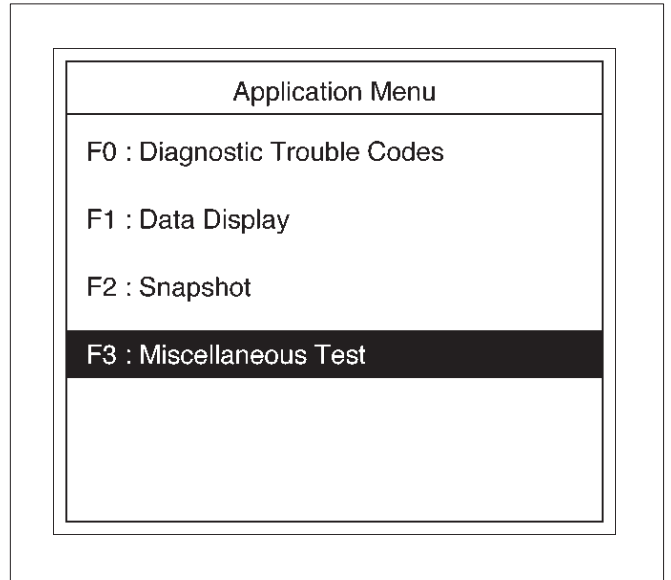 Application Menu
F0 : Diagnostic Trouble Codes
F1 : Data Display
F2 : Snapshot
F3 : Miscellaneous Test